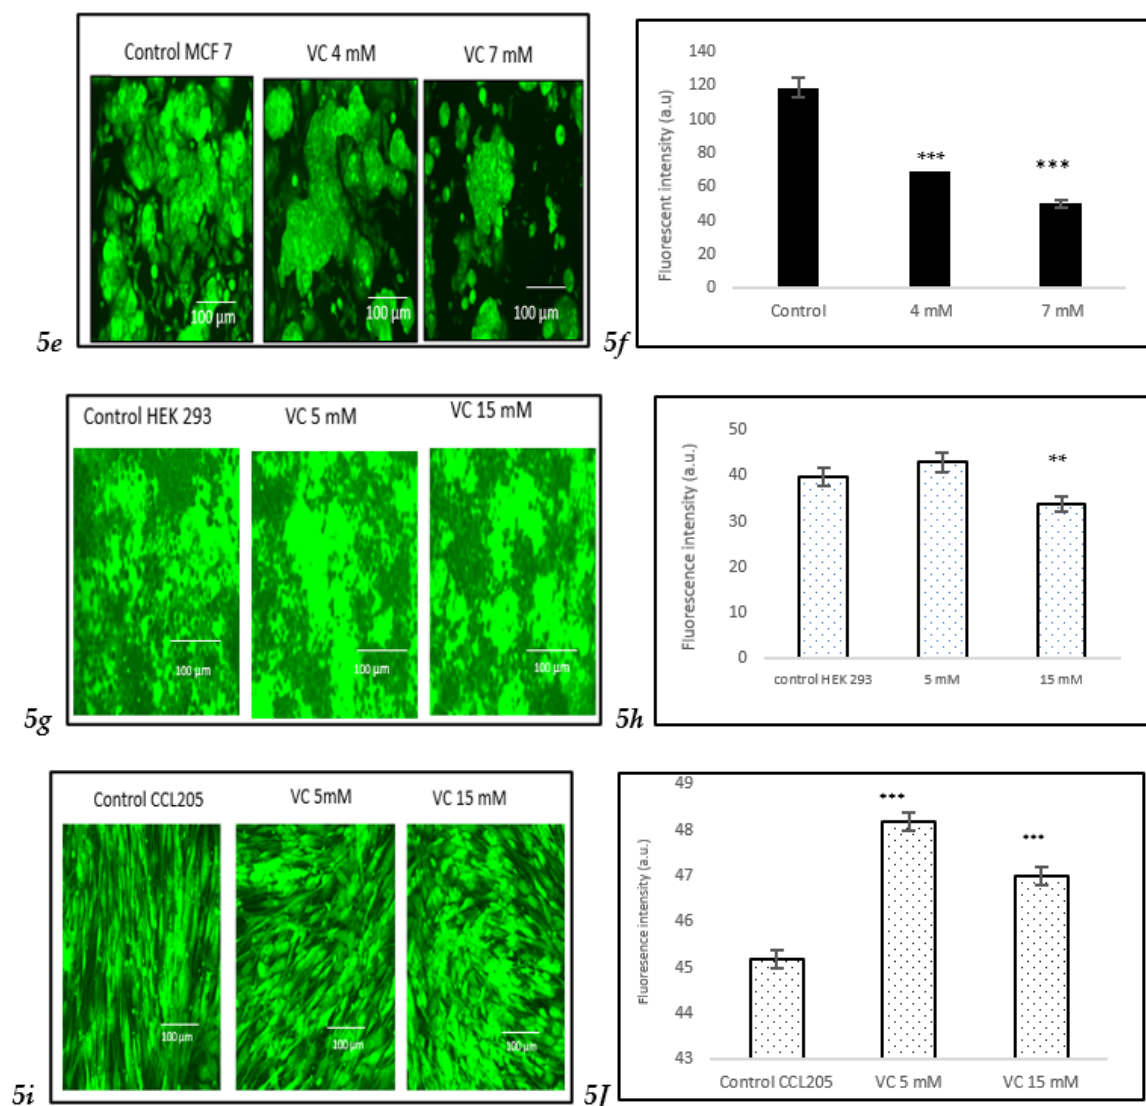 Control MCF 7 VC 4 mM VC 7 mM
100 µm 100 µm 100 µm
5e
Fluorescent intensity (a.u)
140
120
100
80
60
40
20
0
*** ***
Control 4 mM 7 mM
5f
Control HEK 293 VC 5 mM VC 15 mM
100 µm 100 µm 100 µm
5g
Fluorescence intensity (a.u.)
50
40
30
20
10
0
**
control HEK 293 5 mM 15 mM
5h
Control CCL205 VC 5mM VC 15 mM
100 µm 100 µm 100 µm
5i
Fluoresence intensity (a.u.)
49
48
47
46
45
44
43
*** ***
Control CCL205 VC 5 mM VC 15 mM
5J